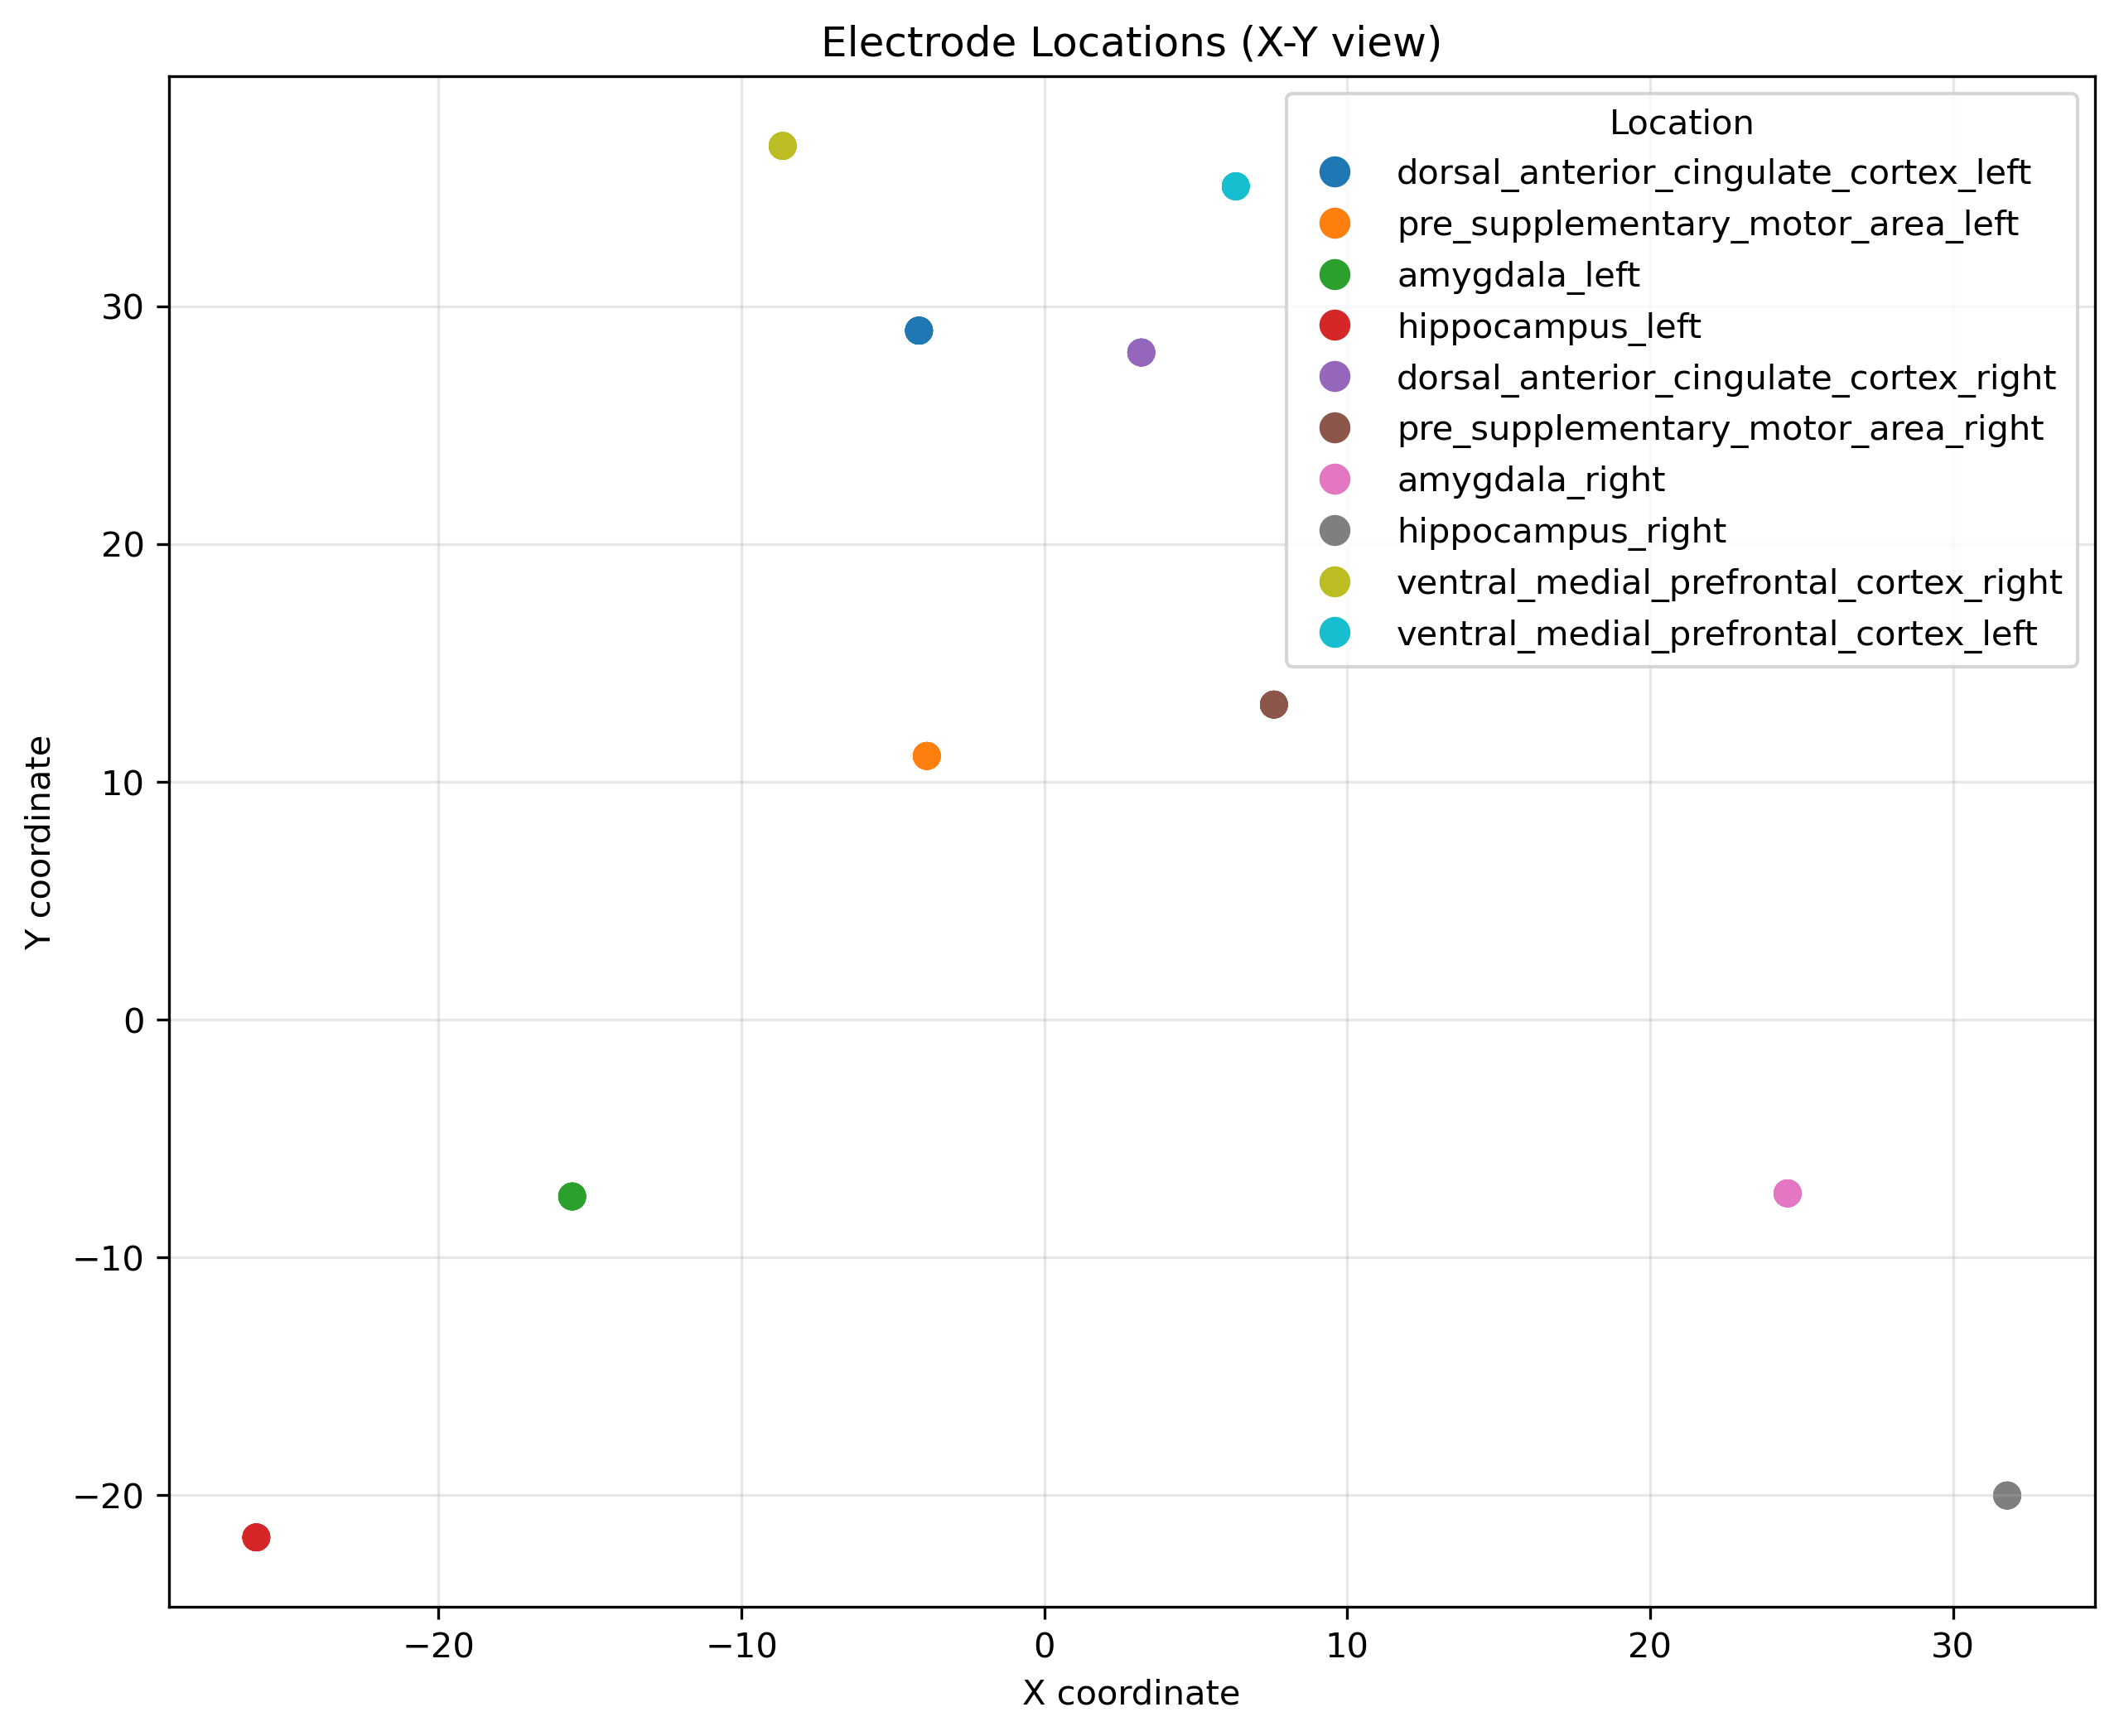 Electrode Locations (X-Y view)
Location
dorsal_anterior_cingulate_cortex_left
pre_supplementary_motor_area_left
amygdala_left
hippocampus_left
dorsal_anterior_cingulate_cortex_right
pre_supplementary_motor_area_right
amygdala_right
hippocampus_right
ventral_medial_prefrontal_cortex_right
ventral_medial_prefrontal_cortex_left
Y coordinate
30
20
10
0
−10
−20
−20 −10 0 10 20 30
X coordinate